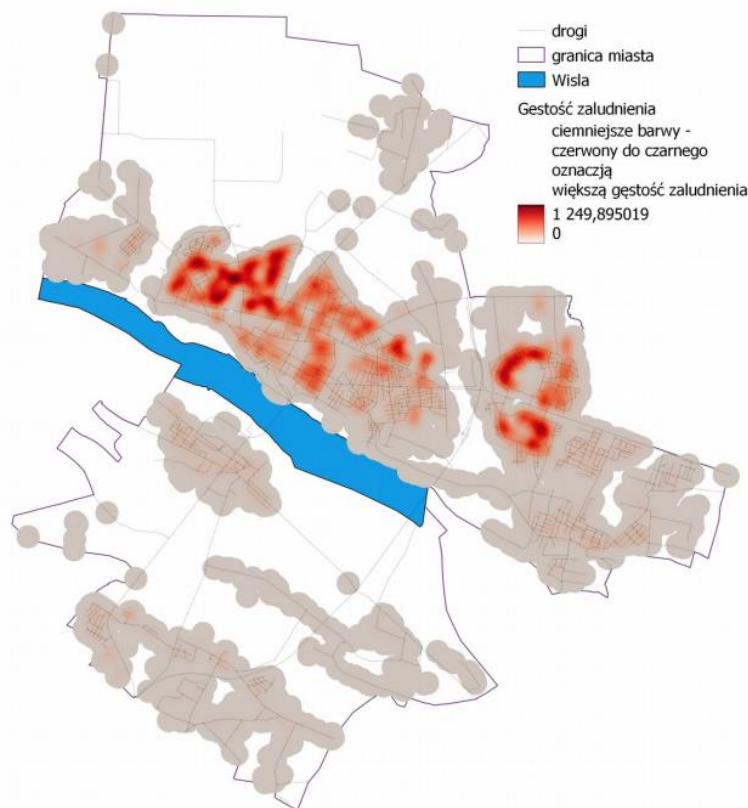 drogi
granica miasta
Wisla
Gestość zaludnienia
ciemniejsze barwy -
czerwony do czarnego
oznaczją
większą gęstość zaludnienia
1 249,895019
0